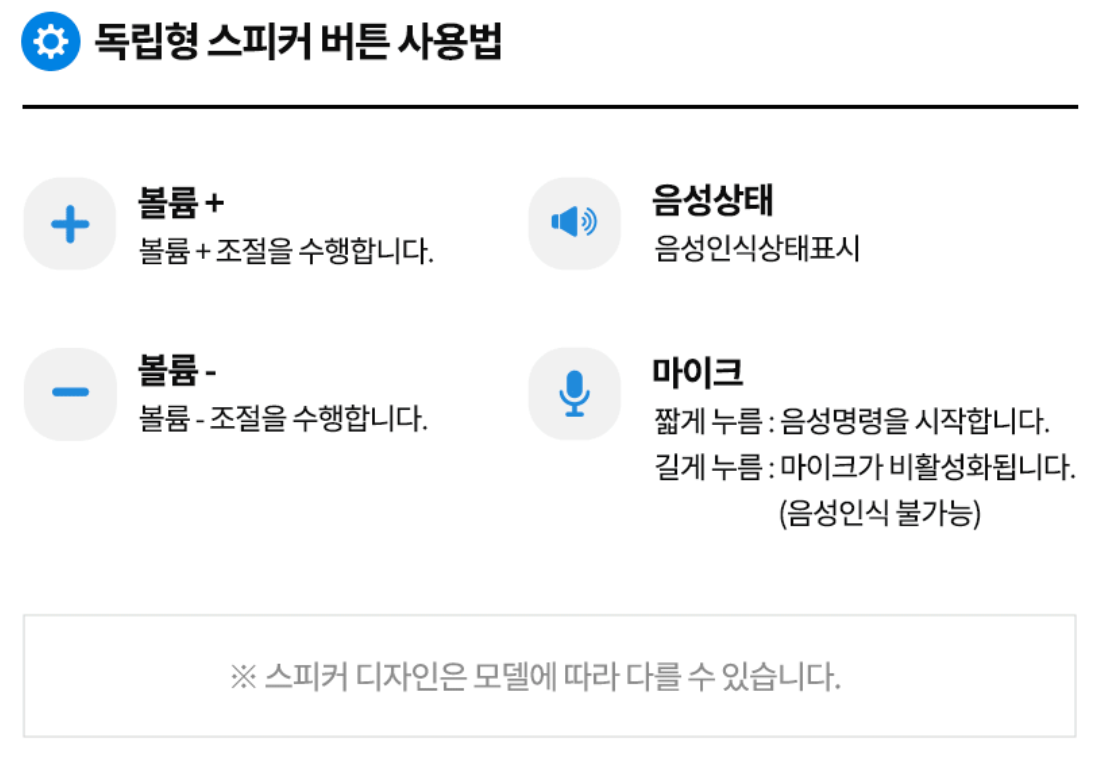 독립형 스피커 버튼 사용법
볼륨 +
볼륨 + 조절을 수행합니다.
음성상태
음성인식상태표시
볼륨 -
볼륨 - 조절을 수행합니다.
마이크
짧게 누름 : 음성명령을 시작합니다.
길게 누름 : 마이크가 비활성화됩니다.
(음성인식 불가능)
※ 스피커 디자인은 모델에 따라 다를 수 있습니다.